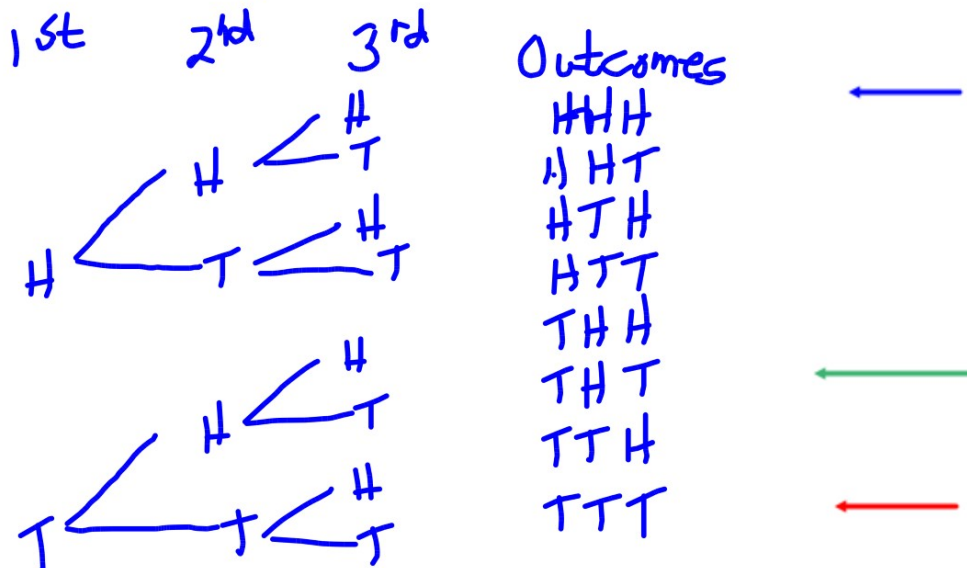 1st 2nd 3rd Outcomes
H HHH
H T HHT
H HTH
H T T HTT
THH
H THT
H T TTH
H
T T T TTT